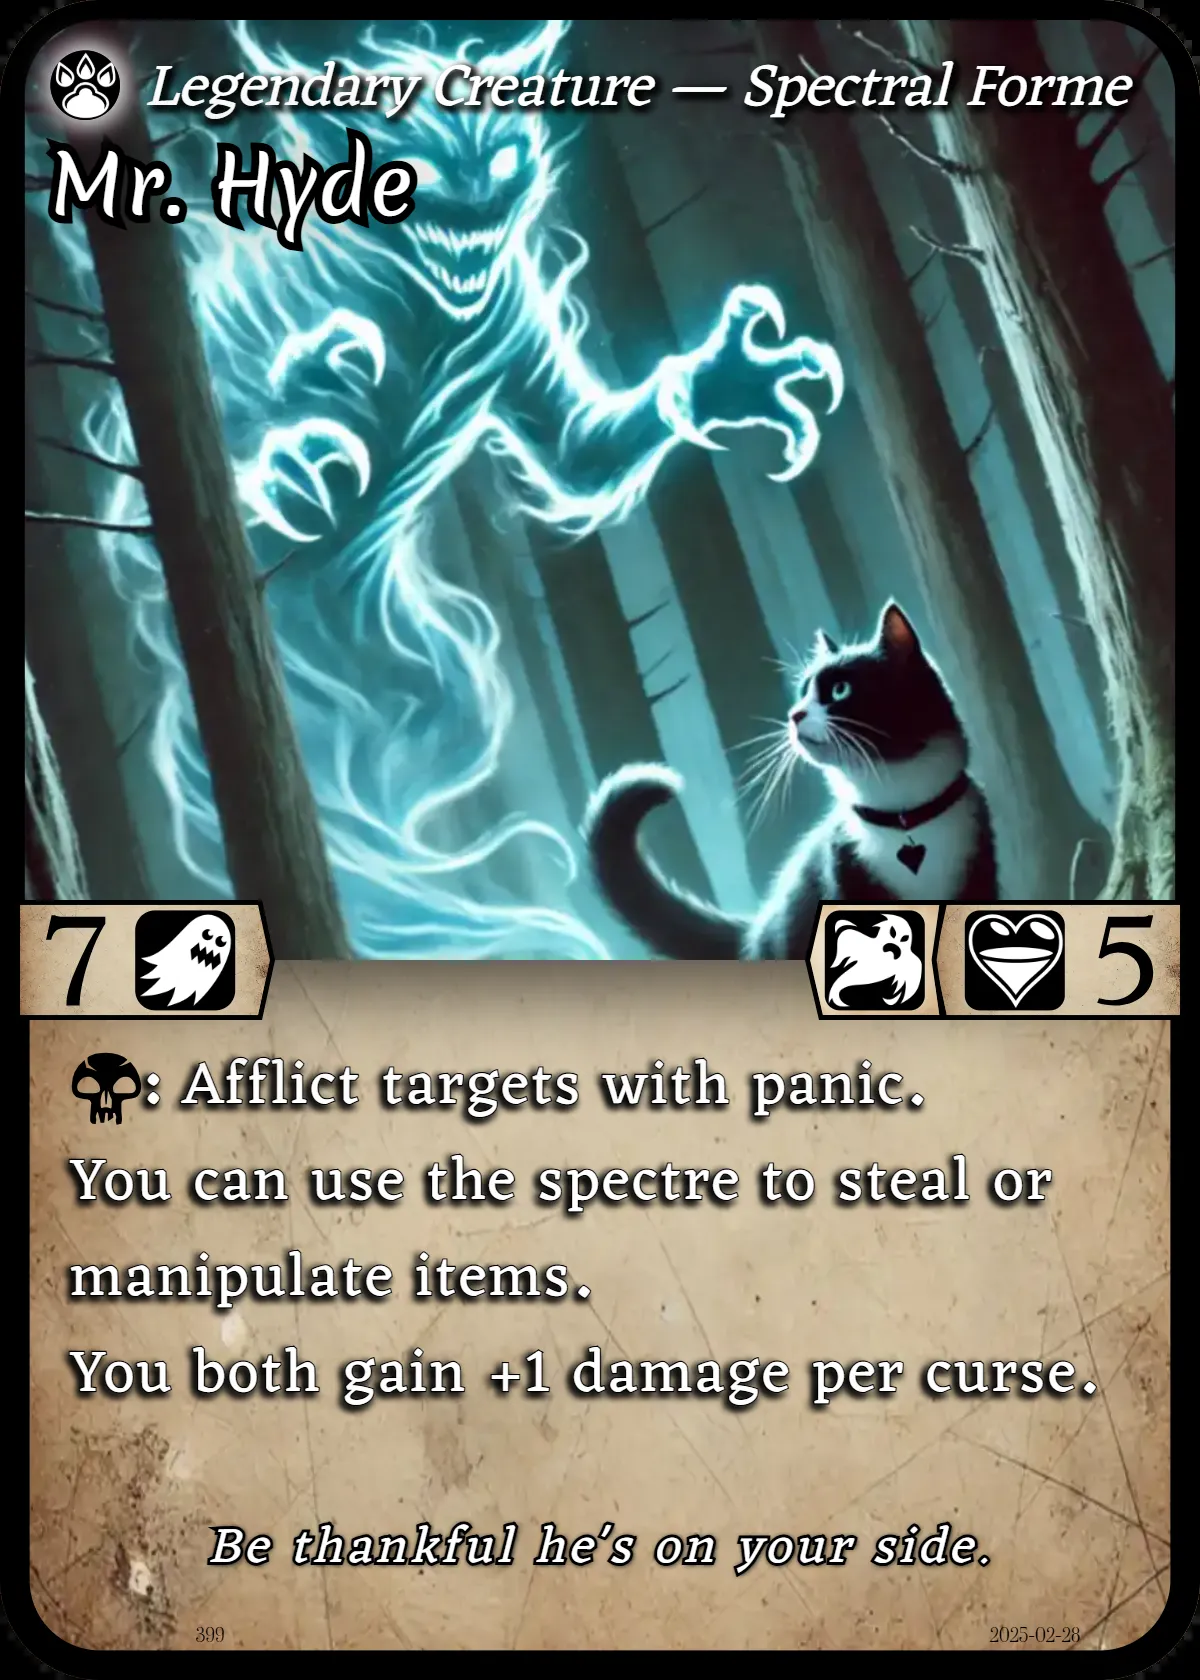 Legendary Creature — Spectral Forme
Mr. Hyde
7
5
: Afflict targets with panic.
You can use the spectre to steal or
manipulate items.
You both gain +1 damage per curse.
Be thankful he's on your side.
399
2025-02-28